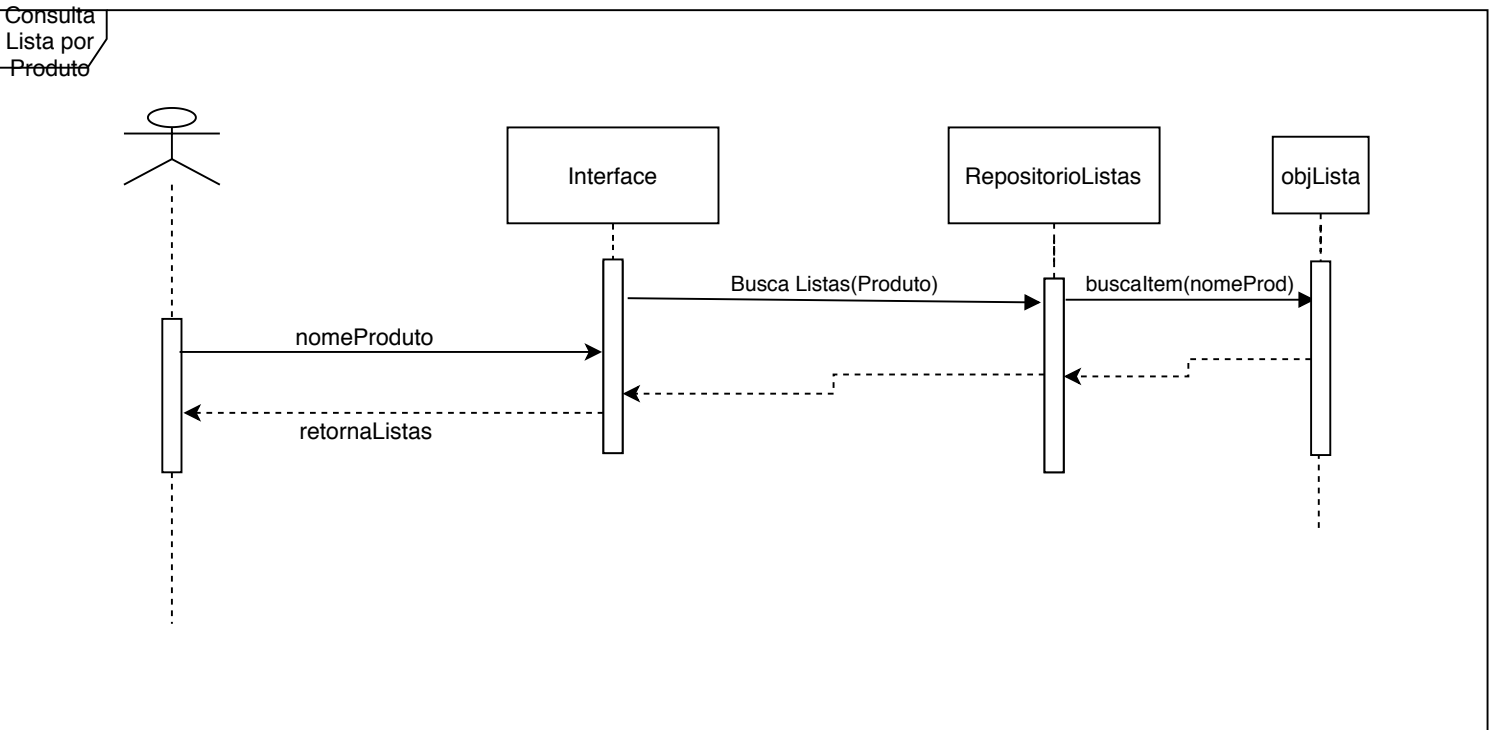 Consulta
Lista por
Produto
Interface
RepositorioListas
objLista
Busca Listas(Produto)
buscaItem(nomeProd)
nomeProduto
retornaListas